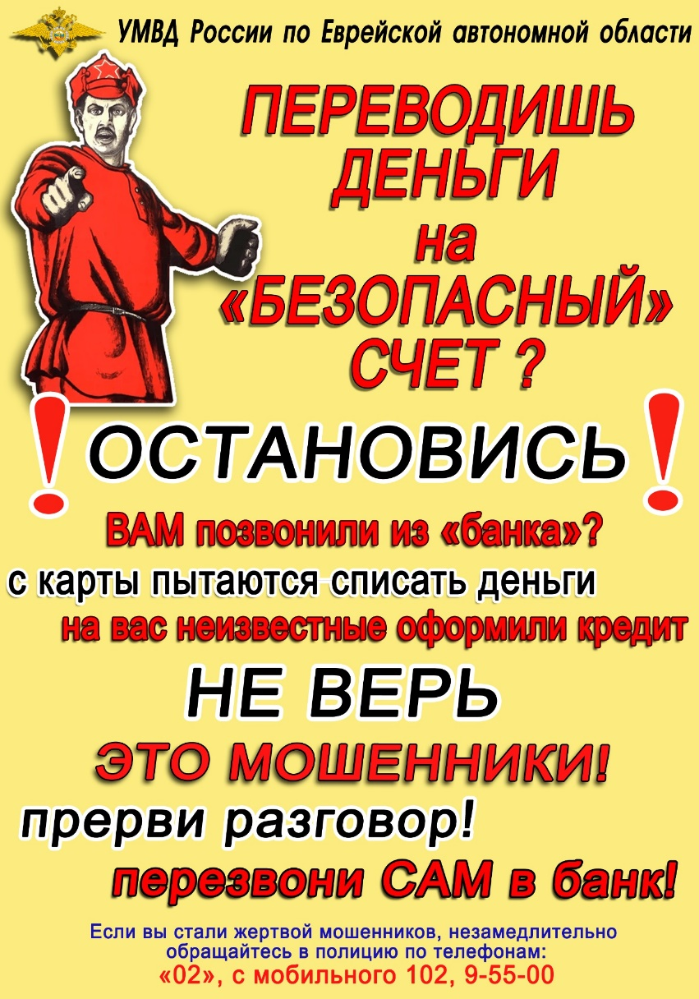 УМВД России по Еврейской автономной области
ПЕРЕВОДИШЬ
ДЕНЬГИ
на
«БЕЗОПАСНЫЙ»
СЧЕТ ?
! ОСТАНОВИСЬ !
ВАМ позвонили из «банка»?
с карты пытаются списать деньги
на вас неизвестные оформили кредит
НЕ ВЕРЬ
ЭТО МОШЕННИКИ!
прерви разговор!
перезвони САМ в банк!
Если вы стали жертвой мошенников, незамедлительно
обращайтесь в полицию по телефонам:
«02», с мобильного 102, 9-55-00